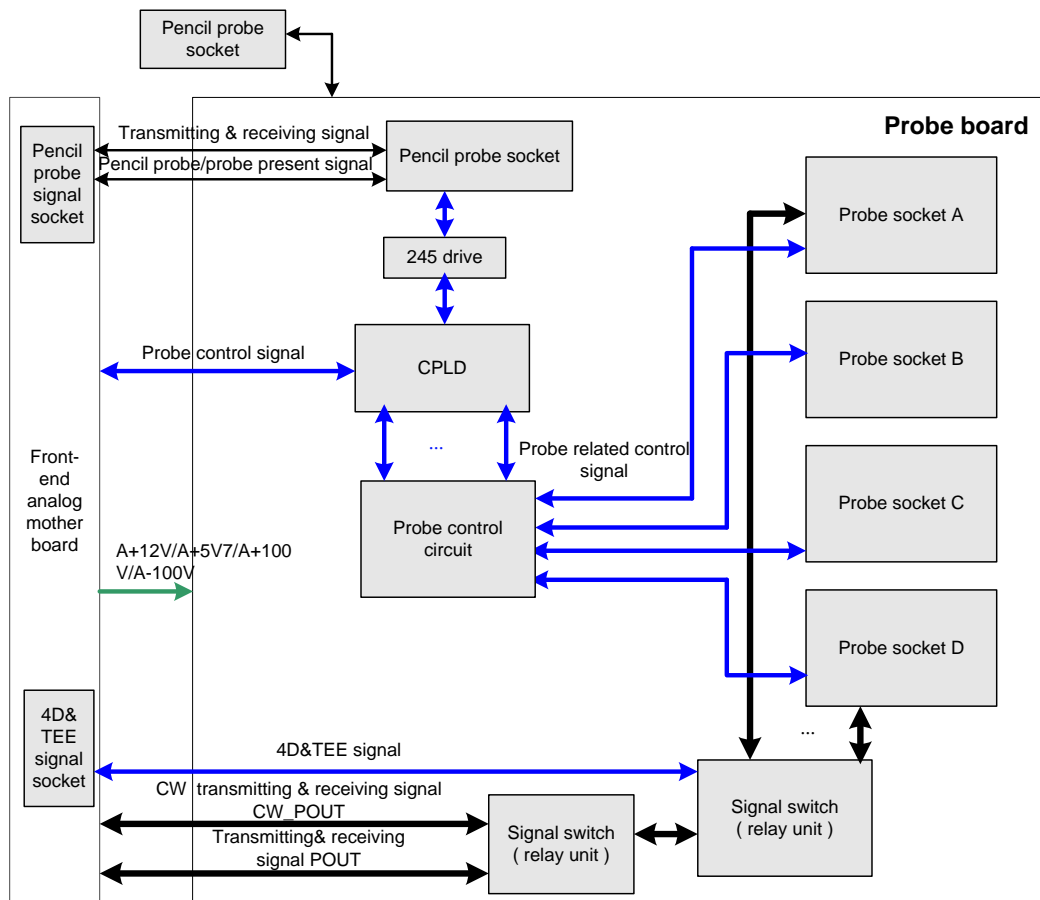 Pencil probe
socket
Probe board
Pencil
probe
signal
socket
Transmitting & receiving signal
Pencil probe/probe present signal
Pencil probe socket
245 drive
Probe control signal
CPLD
...
Probe related control
signal
Probe control
circuit
Probe socket A
Probe socket B
Probe socket C
Probe socket D
...
Front-
end
analog
mother
board
A+12V/A+5V7/A+100
V/A-100V
4D&
TEE
signal
socket
4D&TEE signal
CW transmitting & receiving signal
CW_POUT
Transmitting& receiving
signal POUT
Signal switch
( relay unit )
Signal switch
( relay unit )